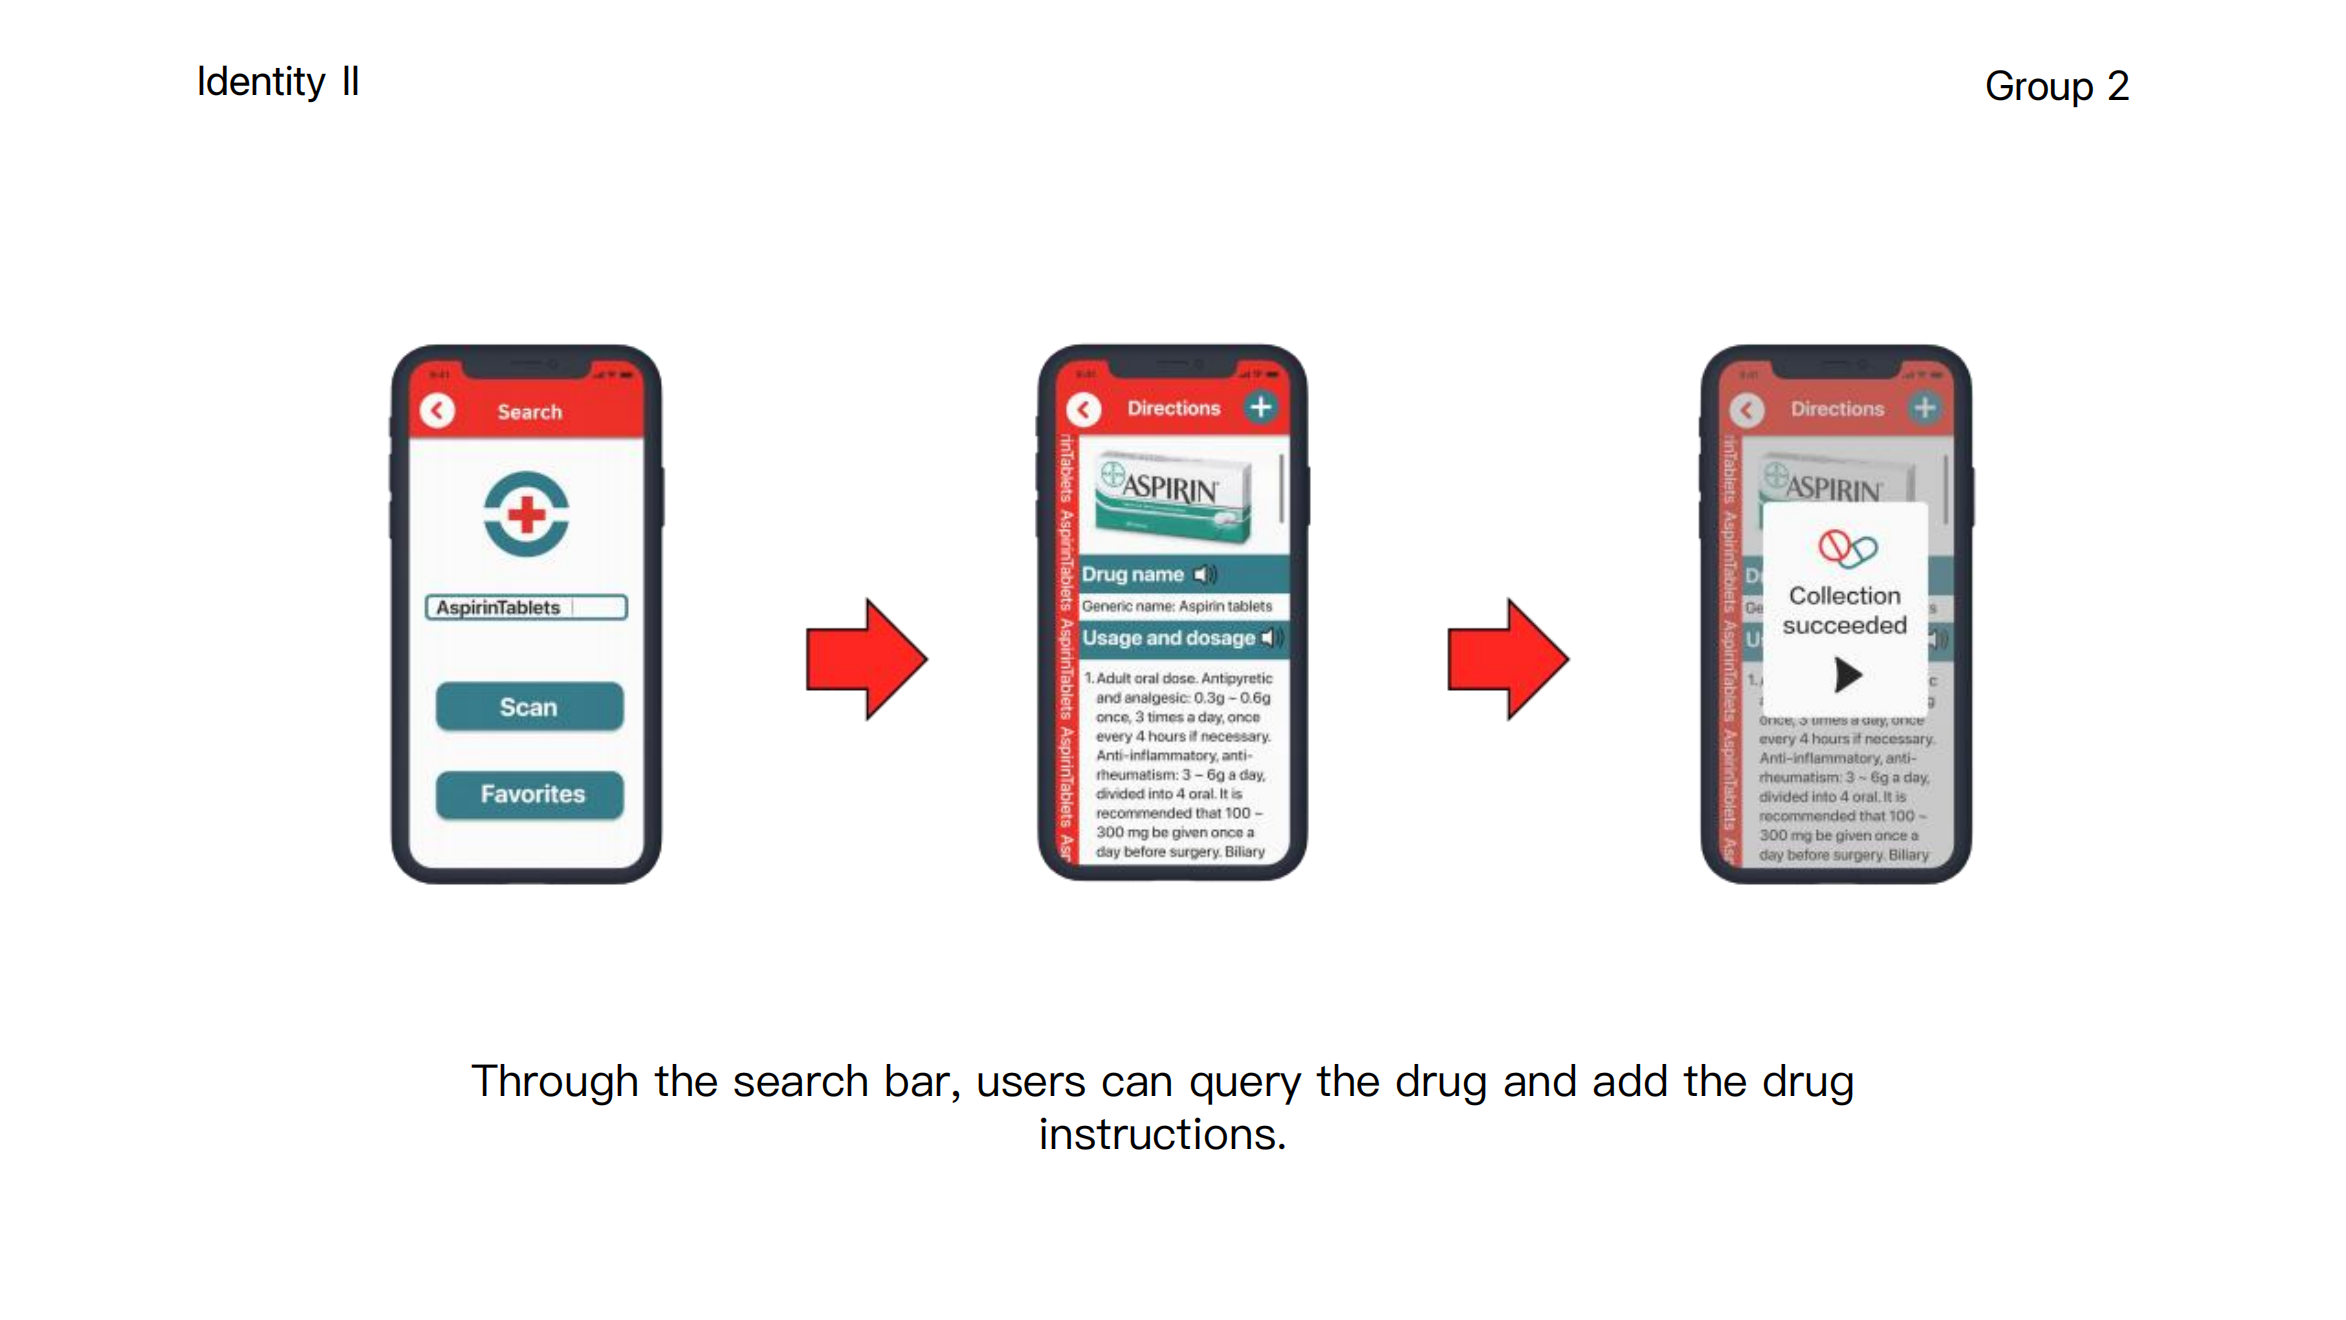 Identity II
Group 2
Search
AspirinTablets
Scan
Favorites
Directions
ASPIRIN
rinTablets AspirinTablets AspirinTablets AspirinTablets Asp
Drug name
Generic name: Aspirin tablets
Usage and dosage
1. Adult oral dose. Antipyretic
and analgesic: 0.3g ~ 0.6g
once, 3 times a day, once
every 4 hours if necessary.
Anti-inflammatory, anti-
rheumatism: 3 ~ 6g a day,
divided into 4 oral. It is
recommended that 100 ~
300 mg be given once a
day before surgery. Biliary
Directions
ASPIRIN
rinTablets AspirinTablets AspirinTablets AspirinTablets Asp
Collection
succeeded
once, 3 times a day, once
every 4 hours if necessary.
Anti-inflammatory, anti-
rheumatism: 3 ~ 6g a day,
divided into 4 oral. It is
recommended that 100 ~
300 mg be given once a
day before surgery. Biliary
Through the search bar, users can query the drug and add the drug
instructions.